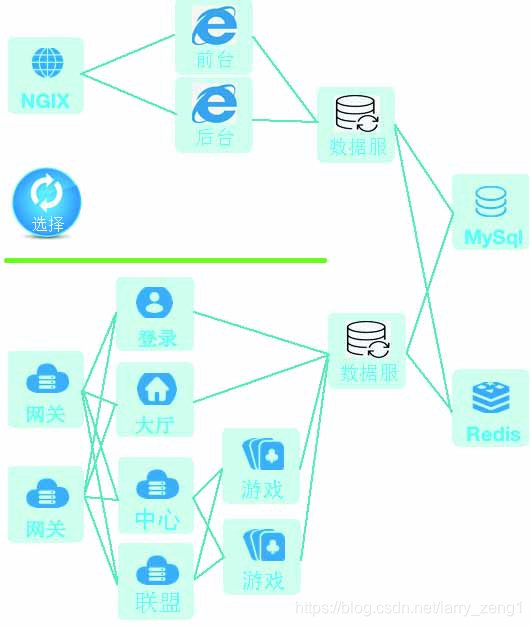 前台
NGIX
后台
数据服
选择
MySql
登录
数据服
网关
大厅
Redis
游戏
网关
中心
游戏
联盟
https://blog.csdn.net/larry_zeng1